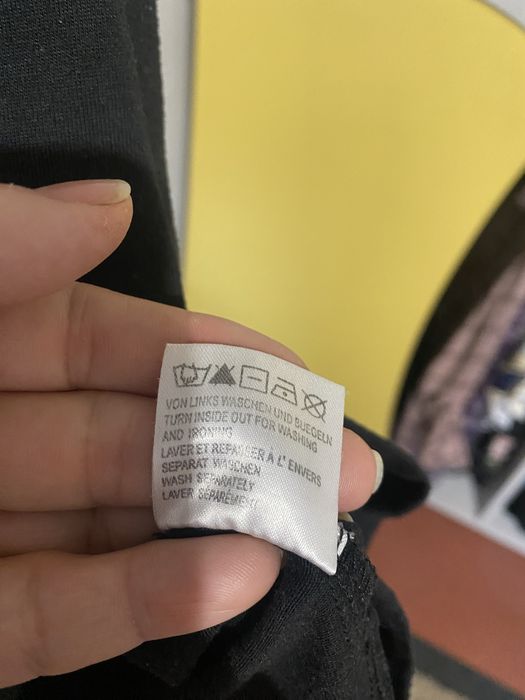 VON LINKS WASCHEN UND BUEGELN
TURN INSIDE OUT FOR WASHING
AND IRONING
LAVER ET REPASSER A L' ENVERS
SEPARAT WASCHEN
WASH SEPARATELY
LAVER SÉPARÉMENT